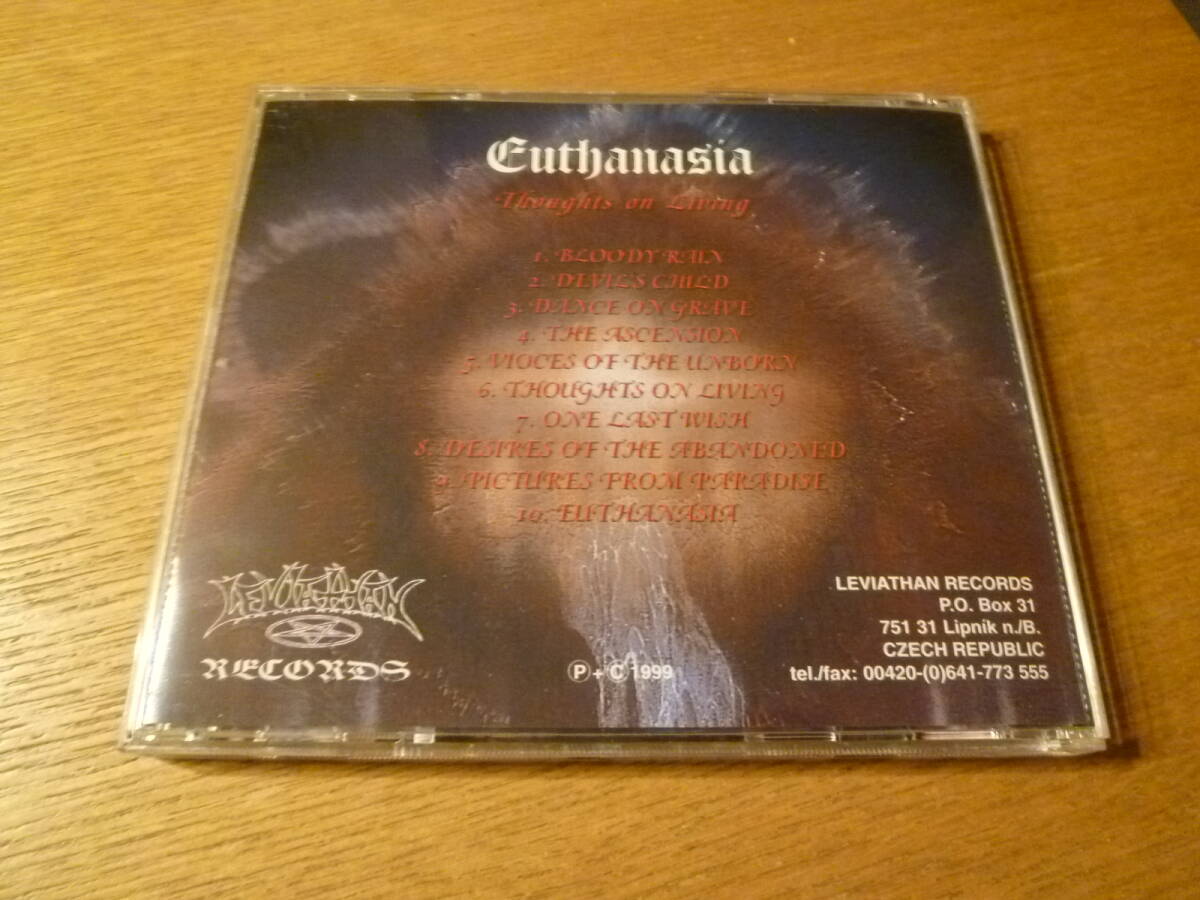 Euthanasia
Thoughts on Living
1. BLOODY RAIN
2. DEVIL'S CHILD
3. DANCE ON GRAVE
4. THE ASCENSION
5. VIOCES OF THE UNBORN
6. THOUGHTS ON LIVING
7. ONE LAST WISH
8. DESIRES OF THE ABANDONED
9. PICTURES FROM PARADISE
10. EUTHANASIA
LEVIATHAN
RECORDS
Ⓟ + © 1999
LEVIATHAN RECORDS
P.O. Box 31
751 31 Lipník n./B.
CZECH REPUBLIC
tel./fax: 00420-(0)641-773 555